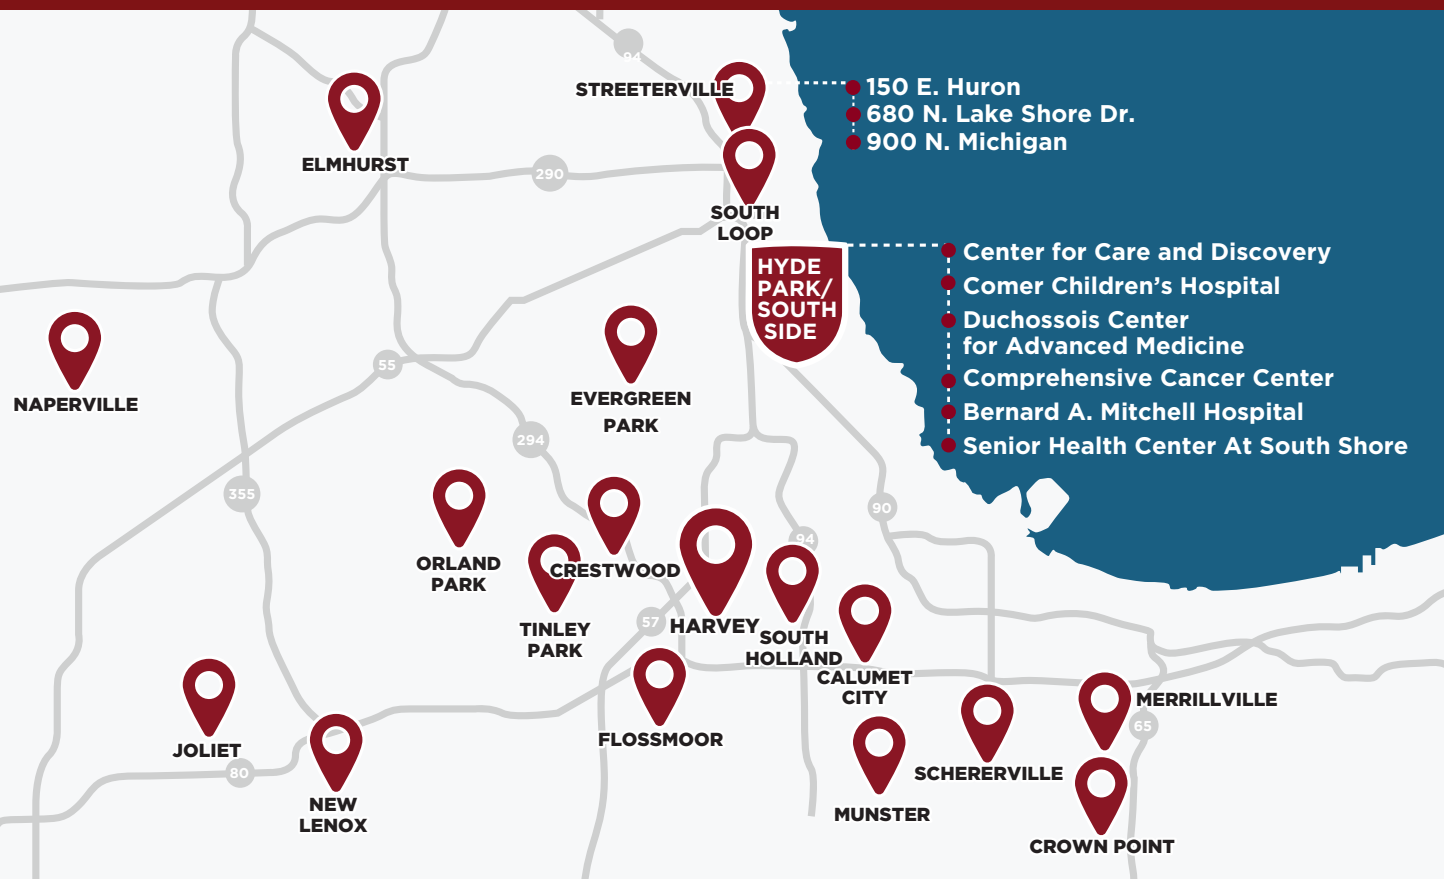 94
STREETERVILLE
150 E. Huron
680 N. Lake Shore Dr.
900 N. Michigan
ELMHURST
290
SOUTH
LOOP
HYDE
PARK/
SOUTH
SIDE
Center for Care and Discovery
Comer Children’s Hospital
Duchossois Center
for Advanced Medicine
Comprehensive Cancer Center
Bernard A. Mitchell Hospital
Senior Health Center At South Shore
NAPERVILLE
55
EVERGREEN
PARK
294
355
90
94
ORLAND
PARK
CRESTWOOD
TINLEY
PARK
57
HARVEY
SOUTH
HOLLAND
CALUMET
CITY
JOLIET
80
NEW
LENOX
FLOSSMOOR
MERRILLVILLE
65
SCHERERVILLE
MUNSTER
CROWN POINT